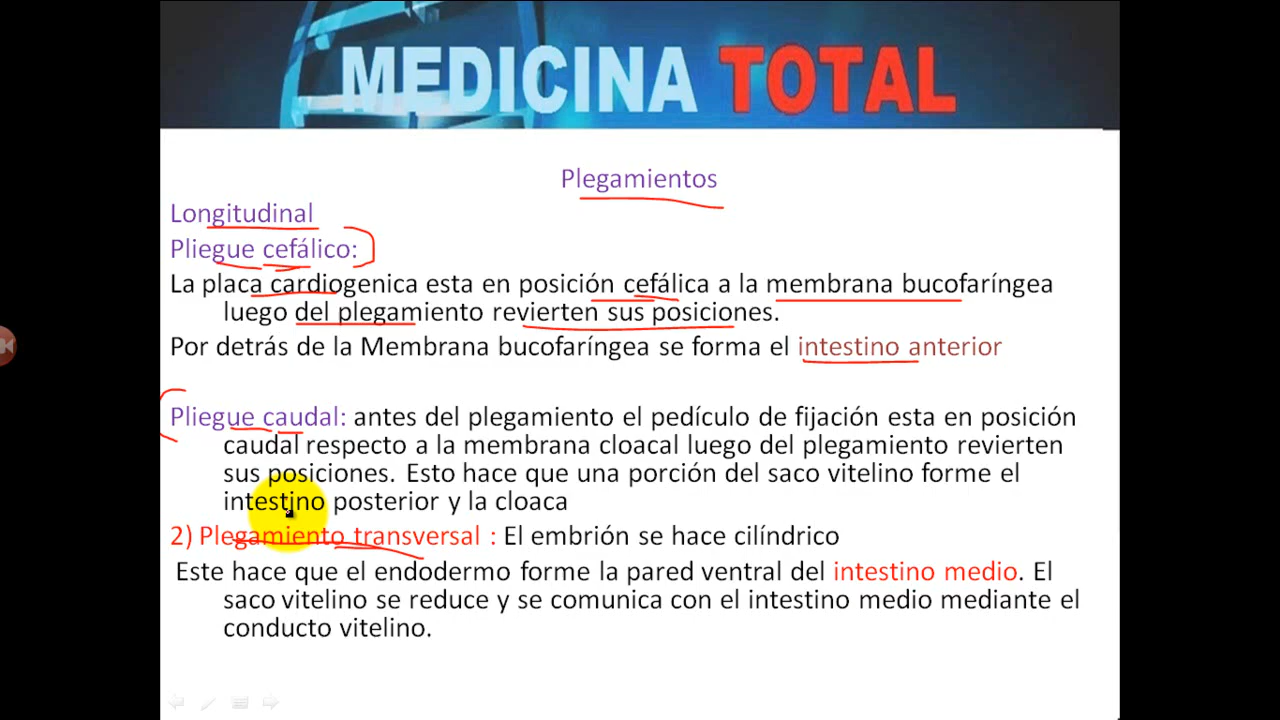 MEDICINA TOTAL
Plegamientos
Longitudinal
Pliegue cefálico:
La placa cardiogenica esta en posición cefálica a la membrana bucofaríngea
luego del plegamiento revierten sus posiciones.
Por detrás de la Membrana bucofaríngea se forma el intestino anterior
Pliegue caudal: antes del plegamiento el pedículo de fijación esta en posición
caudal respecto a la membrana cloacal luego del plegamiento revierten
sus posiciones. Esto hace que una porción del saco vitelino forme el
intestino posterior y la cloaca
2) Plegamiento transversal : El embrión se hace cilíndrico
Este hace que el endodermo forme la pared ventral del intestino medio. El
saco vitelino se reduce y se comunica con el intestino medio mediante el
conducto vitelino.